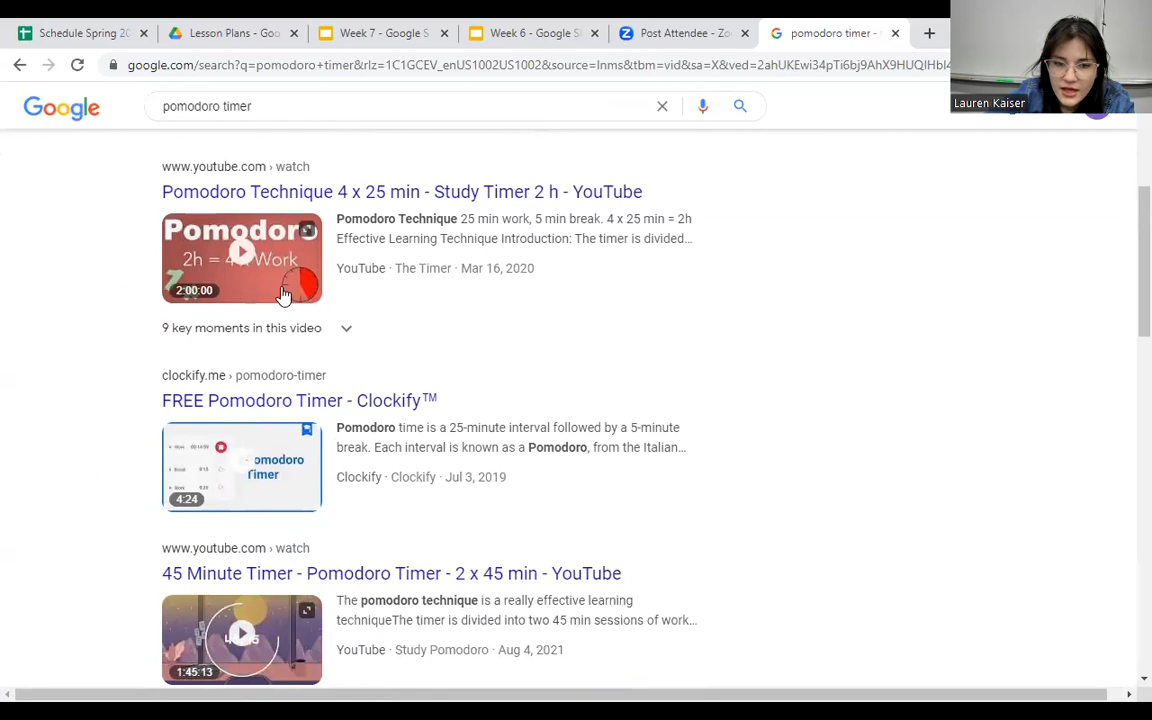 Schedule Spring 20
Lesson Plans - Goo
Week 7 - Google S
Week 6 - Google S
Post Attendee - Zo
pomodoro timer -
google.com/search?q=pomodoro+timer&rlz=1C1GCEV_enUS1002US1002&source=lnms&tbm=vid&sa=X&ved=2ahUKEwi34pTi6bj9AhX9HUQIHbI4
Lauren Kaiser
Google
pomodoro timer
www.youtube.com › watch
Pomodoro Technique 4 x 25 min - Study Timer 2 h - YouTube
Pomodoro
2h = 4 x Work
2:00:00
Pomodoro Technique 25 min work, 5 min break. 4 x 25 min = 2h
Effective Learning Technique Introduction: The timer is divided...
YouTube · The Timer · Mar 16, 2020
9 key moments in this video
clockify.me › pomodoro-timer
FREE Pomodoro Timer - Clockify™
omodoro
Timer
4:24
Pomodoro time is a 25-minute interval followed by a 5-minute
break. Each interval is known as a Pomodoro, from the Italian...
Clockify · Clockify · Jul 3, 2019
www.youtube.com › watch
45 Minute Timer - Pomodoro Timer - 2 x 45 min - YouTube
1:45:13
The pomodoro technique is a really effective learning
techniqueThe timer is divided into two 45 min sessions of work...
YouTube · Study Pomodoro · Aug 4, 2021